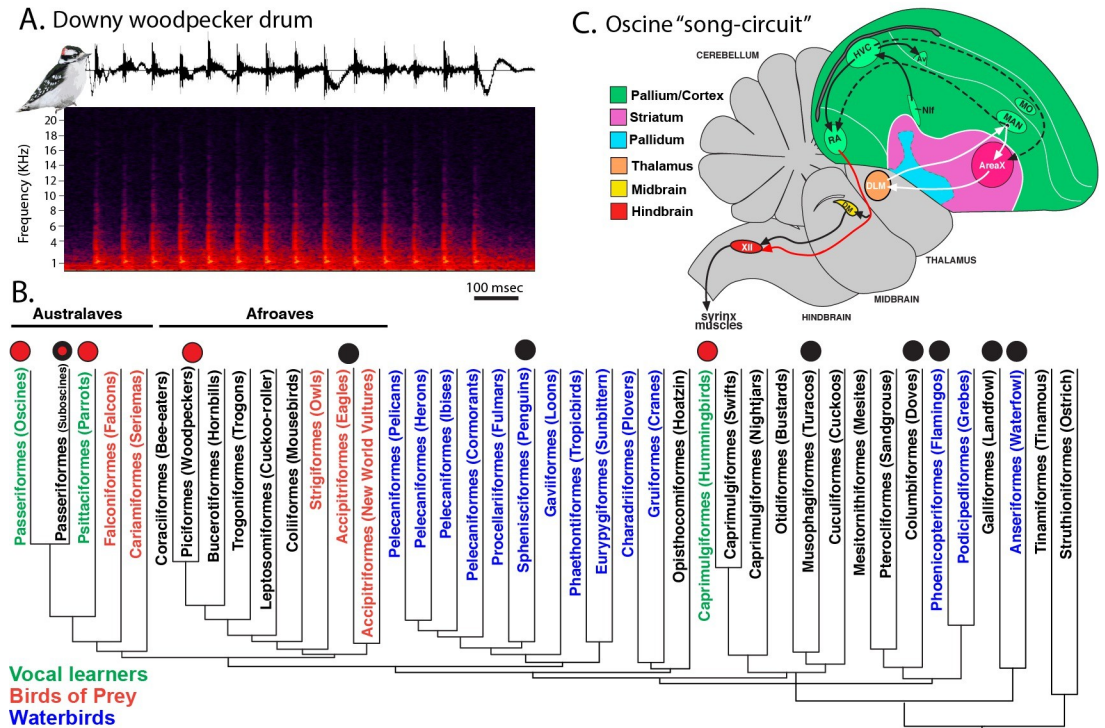 A. Downy woodpecker drum
Frequency (KHz)
20
18
16
14
12
10
8
6
4
1
100 msec
C. Oscine “song-circuit”
CEREBELLUM
Pallium/Cortex
Striatum
Pallidum
Thalamus
Midbrain
Hindbrain
HVC
Av
NIf
MO
MAN
RA
AreaX
DLM
DM
XII
THALAMUS
MIDBRAIN
HINDBRAIN
syrinx
muscles
B.
Australaves
Afroaves
Passeriformes (Oscines)
Passeriformes (Suboscines)
Psittaciformes (Parrots)
Falconiformes (Falcons)
Cariamiformes (Seriemas)
Coraciiformes (Bee-eaters)
Piciformes (Woodpeckers)
Bucerotiformes (Hornbills)
Trogoniformes (Trogons)
Leptosomiformes (Cuckoo-roller)
Coliiformes (Mousebirds)
Strigiformes (Owls)
Accipitriformes (Eagles)
Accipitriformes (New World Vultures)
Pelecaniformes (Pelicans)
Pelecaniformes (Herons)
Pelecaniformes (Ibises)
Pelecaniformes (Cormorants)
Procellariiformes (Fulmars)
Sphenisciformes (Penguins)
Gaviiformes (Loons)
Phaethontiformes (Tropicbirds)
Eurypygiformes (Sunbittern)
Charadriiformes (Plovers)
Gruiformes (Cranes)
Opisthocomiformes (Hoatzin)
Caprimulgiformes (Hummingbirds)
Caprimulgiformes (Swifts)
Caprimulgiformes (Nightjars)
Otidiformes (Bustards)
Musophagiformes (Turacos)
Cuculiformes (Cuckoos)
Mesitornithiformes (Mesites)
Pterocliformes (Sandgrouse)
Columbiformes (Doves)
Phoenicopteriformes (Flamingos)
Podicipediformes (Grebes)
Galliformes (Landfowl)
Anseriformes (Waterfowl)
Tinamiformes (Tinamous)
Struthioniformes (Ostrich)
Vocal learners
Birds of Prey
Waterbirds